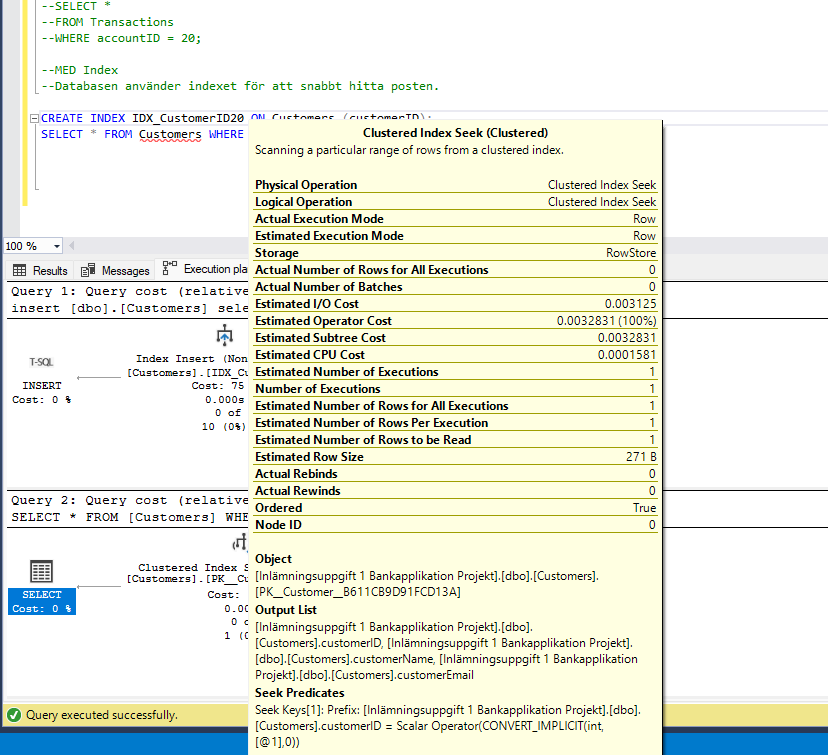 --SELECT *
--FROM Transactions
--WHERE accountID = 20;
--MED Index
--Databasen använder indexet för att snabbt hitta posten.
CREATE INDEX IDX_CustomerID20 ON Customers (customerID);
SELECT * FROM Customers WHERE
100 %
Results Messages Execution pla
Query 1: Query cost (relative
insert [dbo].[Customers] sele
T-SQL
INSERT
Cost: 0 %
Index Insert (Non
[Customers].[IDX_Cu
Cost: 75
0.000s
0 of
10 (0%)
Query 2: Query cost (relative
SELECT * FROM [Customers] WHE
SELECT
Cost: 0 %
Clustered Index S
[Customers].[PK__Cu
Cost:
0.00
0 o
1 (0
Query executed successfully.
Clustered Index Seek (Clustered)
Scanning a particular range of rows from a clustered index.
Physical Operation Clustered Index Seek
Logical Operation Clustered Index Seek
Actual Execution Mode Row
Estimated Execution Mode Row
Storage RowStore
Actual Number of Rows for All Executions 0
Actual Number of Batches 0
Estimated I/O Cost 0.003125
Estimated Operator Cost 0.0032831 (100%)
Estimated Subtree Cost 0.0032831
Estimated CPU Cost 0.0001581
Estimated Number of Executions 1
Number of Executions 1
Estimated Number of Rows for All Executions 1
Estimated Number of Rows Per Execution 1
Estimated Number of Rows to be Read 1
Estimated Row Size 271 B
Actual Rebinds 0
Actual Rewinds 0
Ordered True
Node ID 0
Object
[Inlämningsuppgift 1 Bankapplikation Projekt].[dbo].[Customers].
[PK__Customer__B611CB9D91FCD13A]
Output List
[Inlämningsuppgift 1 Bankapplikation Projekt].[dbo].
[Customers].customerID, [Inlämningsuppgift 1 Bankapplikation Projekt].
[dbo].[Customers].customerName, [Inlämningsuppgift 1 Bankapplikation
Projekt].[dbo].[Customers].customerEmail
Seek Predicates
Seek Keys[1]: Prefix: [Inlämningsuppgift 1 Bankapplikation Projekt].[dbo].
[Customers].customerID = Scalar Operator(CONVERT_IMPLICIT(int,
[@1],0))